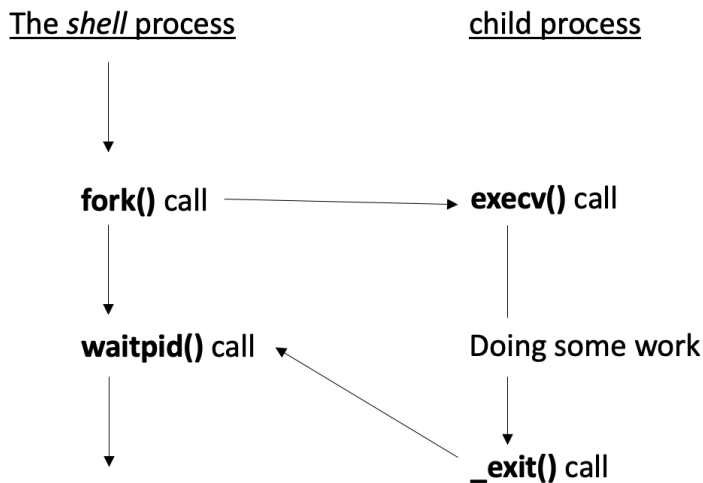 The shell process
child process
fork() call
execv() call
waitpid() call
Doing some work
_exit() call